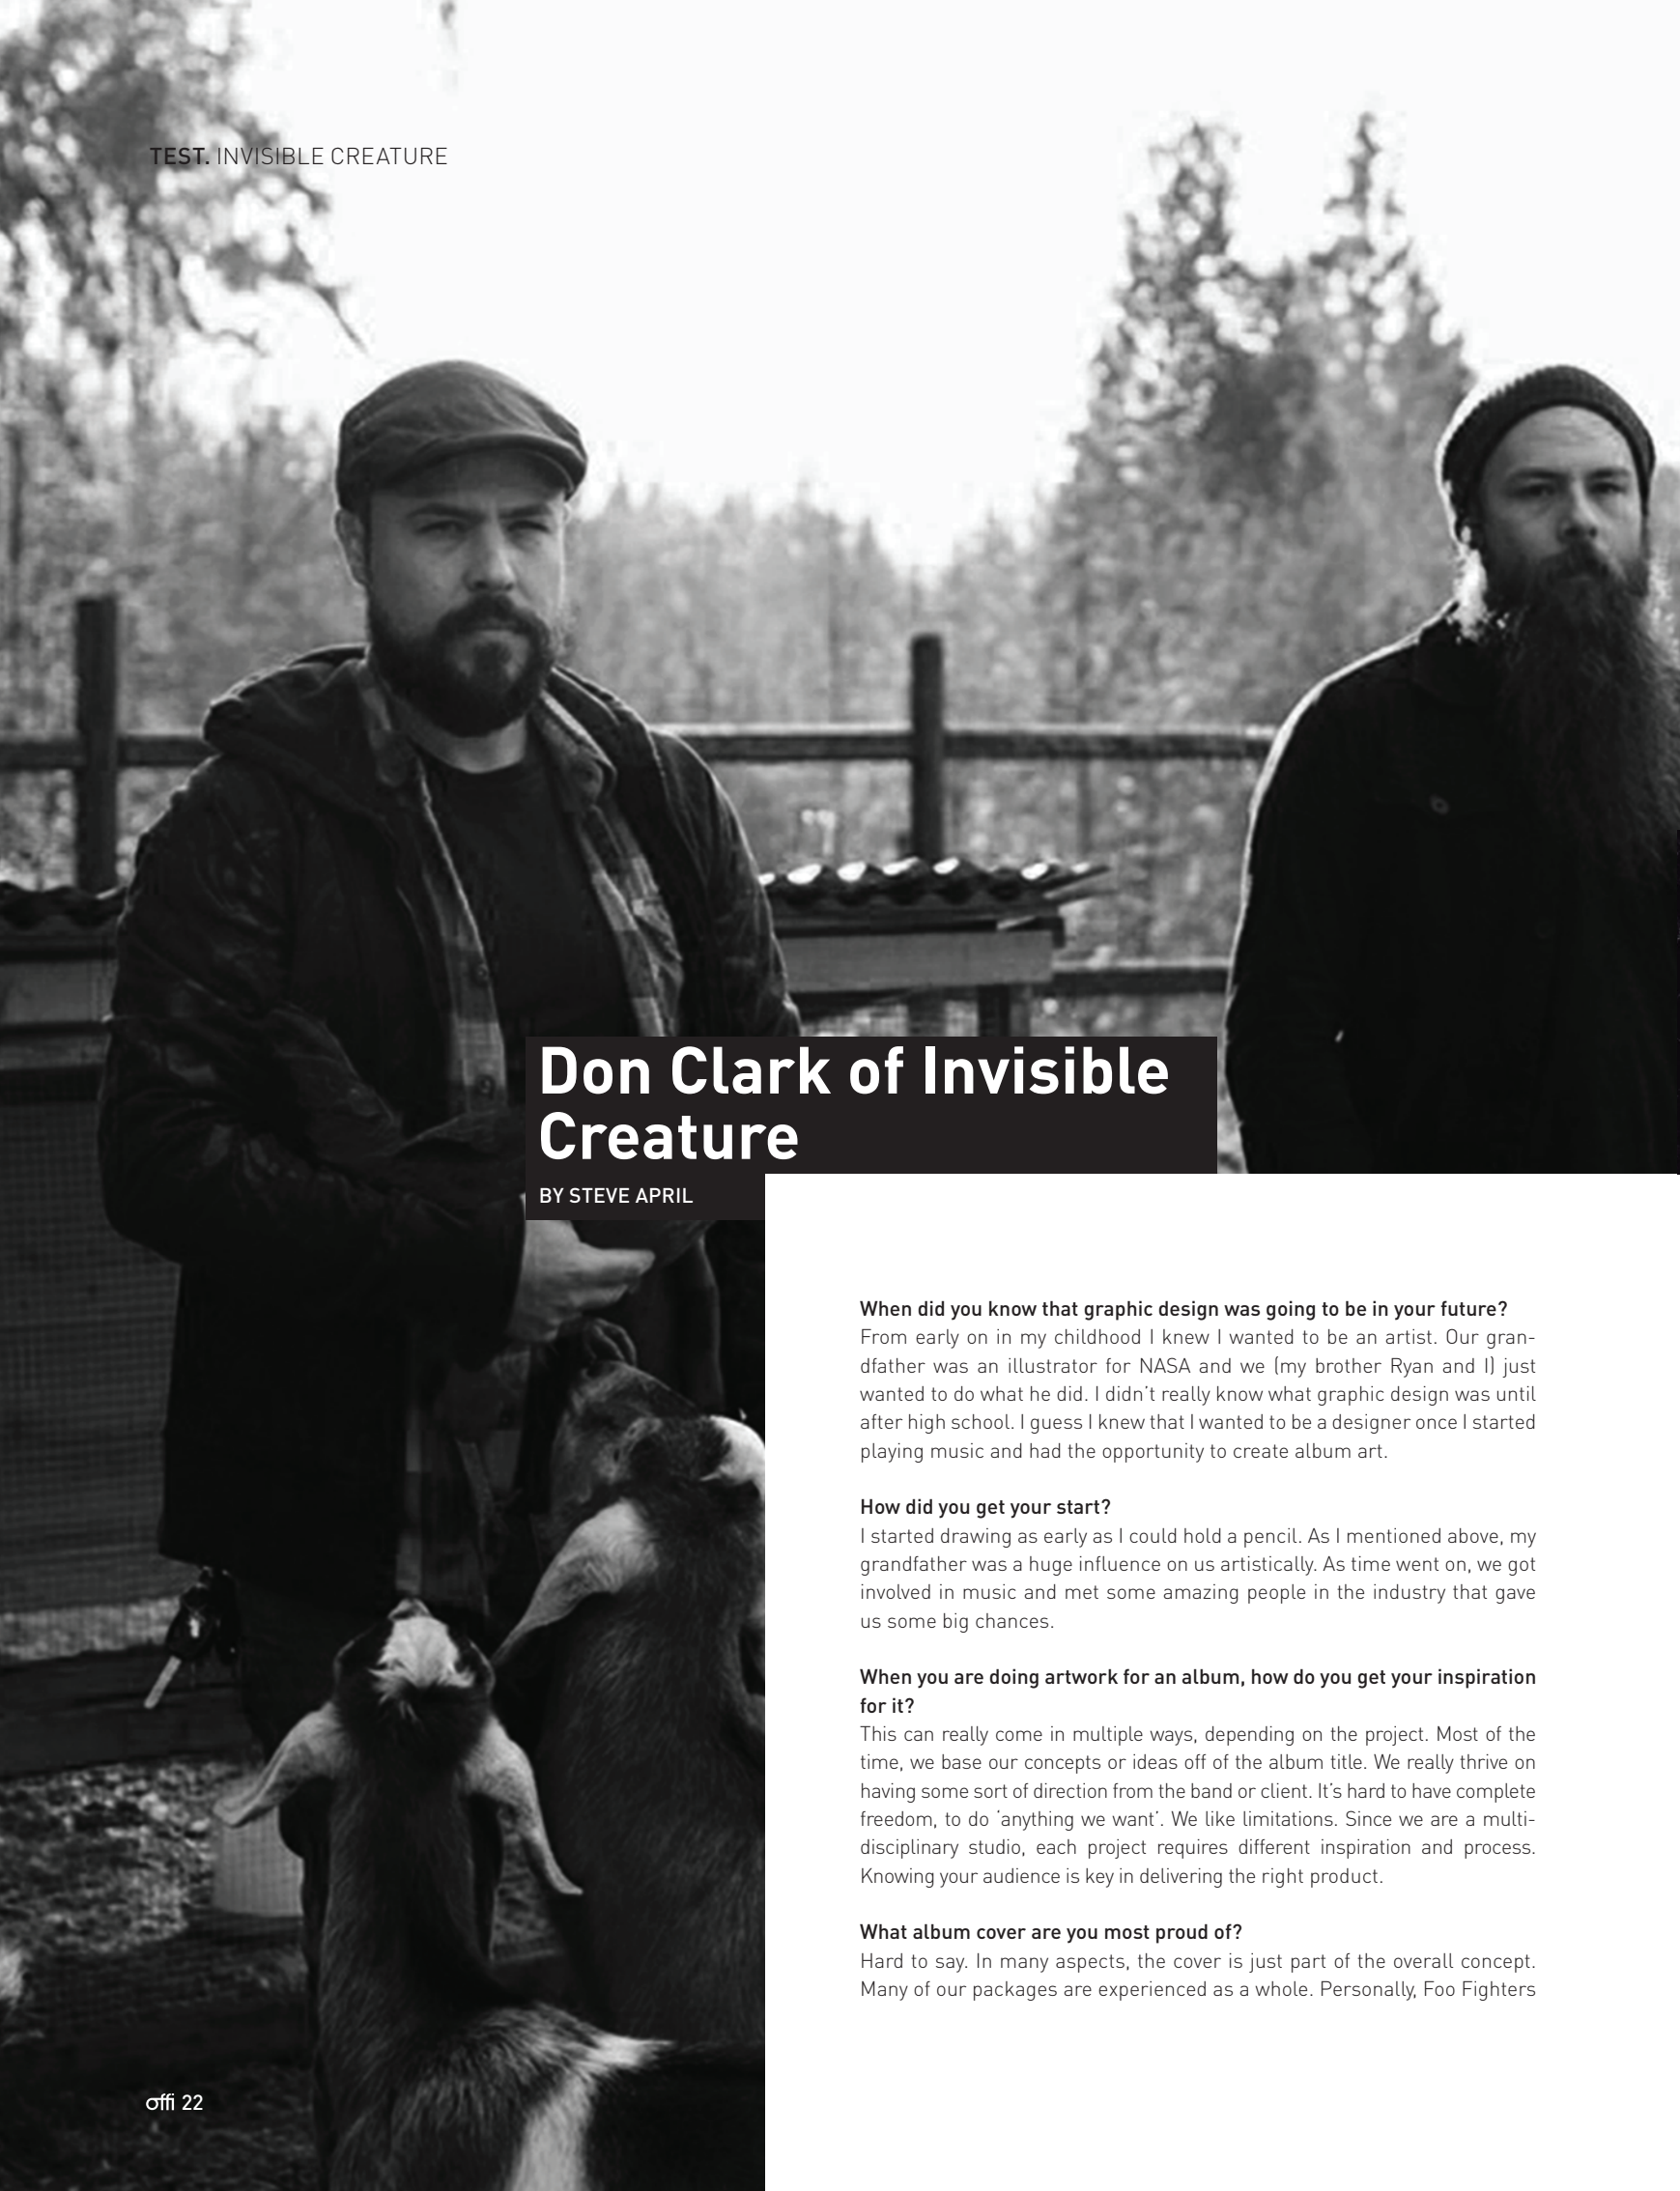 TEST. INVISIBLE CREATURE
Don Clark of Invisible
Creature
BY STEVE APRIL
When did you know that graphic design was going to be in your future?
From early on in my childhood I knew I wanted to be an artist. Our gran-
dfather was an illustrator for NASA and we (my brother Ryan and I) just
wanted to do what he did. I didn't really know what graphic design was until
after high school. I guess I knew that I wanted to be a designer once I started
playing music and had the opportunity to create album art.
How did you get your start?
I started drawing as early as I could hold a pencil. As I mentioned above, my
grandfather was a huge influence on us artistically. As time went on, we got
involved in music and met some amazing people in the industry that gave
us some big chances.
When you are doing artwork for an album, how do you get your inspiration
for it?
This can really come in multiple ways, depending on the project. Most of the
time, we base our concepts or ideas off of the album title. We really thrive on
having some sort of direction from the band or client. It's hard to have complete
freedom, to do 'anything we want'. We like limitations. Since we are a multi-
disciplinary studio, each project requires different inspiration and process.
Knowing your audience is key in delivering the right product.
What album cover are you most proud of?
Hard to say. In many aspects, the cover is just part of the overall concept.
Many of our packages are experienced as a whole. Personally, Foo Fighters
offi 22